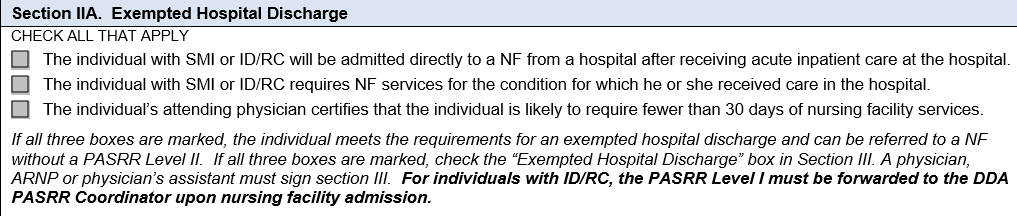 Section IIA. Exempted Hospital Discharge
CHECK ALL THAT APPLY
The individual with SMI or ID/RC will be admitted directly to a NF from a hospital after receiving acute inpatient care at the hospital.
The individual with SMI or ID/RC requires NF services for the condition for which he or she received care in the hospital.
The individual's attending physician certifies that the individual is likely to require fewer than 30 days of nursing facility services.
If all three boxes are marked, the individual meets the requirements for an exempted hospital discharge and can be referred to a NF
without a PASRR Level II. If all three boxes are marked, check the "Exempted Hospital Discharge" box in Section III. A physician,
ARNP or physician's assistant must sign section III. For individuals with ID/RC, the PASRR Level I must be forwarded to the DDA
PASRR Coordinator upon nursing facility admission.